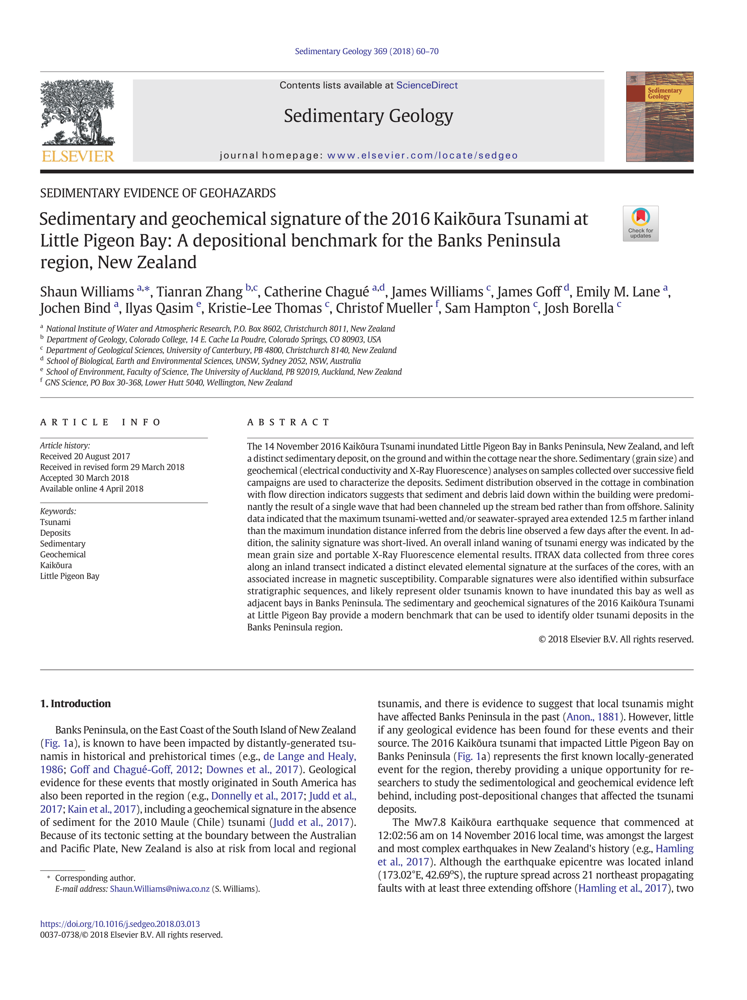 Sedimentary Geology 369 (2018) 60–70
Contents lists available at ScienceDirect
Sedimentary Geology
journal homepage: www.elsevier.com/locate/sedgeo
ELSEVIER
Sedimentary
Geology
SEDIMENTARY EVIDENCE OF GEOHAZARDS
Sedimentary and geochemical signature of the 2016 Kaikōura Tsunami at
Little Pigeon Bay: A depositional benchmark for the Banks Peninsula
region, New Zealand
Check for
updates
Shaun Williams a,*, Tianran Zhang b,c, Catherine Chagué a,d, James Williams c, James Goff d, Emily M. Lane a,
Jochen Bind a, Ilyas Qasim e, Kristie-Lee Thomas c, Christof Mueller f, Sam Hampton c, Josh Borella c
a National Institute of Water and Atmospheric Research, P.O. Box 8602, Christchurch 8011, New Zealand
b Department of Geology, Colorado College, 14 E. Cache La Poudre, Colorado Springs, CO 80903, USA
c Department of Geological Sciences, University of Canterbury, PB 4800, Christchurch 8140, New Zealand
d School of Biological, Earth and Environmental Sciences, UNSW, Sydney 2052, NSW, Australia
e School of Environment, Faculty of Science, The University of Auckland, PB 92019, Auckland, New Zealand
f GNS Science, PO Box 30-368, Lower Hutt 5040, Wellington, New Zealand
ARTICLE INFO
Article history:
Received 20 August 2017
Received in revised form 29 March 2018
Accepted 30 March 2018
Available online 4 April 2018
Keywords:
Tsunami
Deposits
Sedimentary
Geochemical
Kaikōura
Little Pigeon Bay
ABSTRACT
The 14 November 2016 Kaikōura Tsunami inundated Little Pigeon Bay in Banks Peninsula, New Zealand, and left
a distinct sedimentary deposit, on the ground and within the cottage near the shore. Sedimentary (grain size) and
geochemical (electrical conductivity and X-Ray Fluorescence) analyses on samples collected over successive field
campaigns are used to characterize the deposits. Sediment distribution observed in the cottage in combination
with flow direction indicators suggests that sediment and debris laid down within the building were predomi-
nantly the result of a single wave that had been channeled up the stream bed rather than from offshore. Salinity
data indicated that the maximum tsunami-wetted and/or seawater-sprayed area extended 12.5 m farther inland
than the maximum inundation distance inferred from the debris line observed a few days after the event. In ad-
dition, the salinity signature was short-lived. An overall inland waning of tsunami energy was indicated by the
mean grain size and portable X-Ray Fluorescence elemental results. ITRAX data collected from three cores
along an inland transect indicated a distinct elevated elemental signature at the surfaces of the cores, with an
associated increase in magnetic susceptibility. Comparable signatures were also identified within subsurface
stratigraphic sequences, and likely represent older tsunamis known to have inundated this bay as well as
adjacent bays in Banks Peninsula. The sedimentary and geochemical signatures of the 2016 Kaikōura Tsunami
at Little Pigeon Bay provide a modern benchmark that can be used to identify older tsunami deposits in the
Banks Peninsula region.
© 2018 Elsevier B.V. All rights reserved.
1. Introduction
Banks Peninsula, on the East Coast of the South Island of New Zealand
(Fig. 1a), is known to have been impacted by distantly-generated tsu-
namis in historical and prehistorical times (e.g., de Lange and Healy,
1986; Goff and Chagué-Goff, 2012; Downes et al., 2017). Geological
evidence for these events that mostly originated in South America has
also been reported in the region (e.g., Donnelly et al., 2017; Judd et al.,
2017; Kain et al., 2017), including a geochemical signature in the absence
of sediment for the 2010 Maule (Chile) tsunami (Judd et al., 2017).
Because of its tectonic setting at the boundary between the Australian
and Pacific Plate, New Zealand is also at risk from local and regional
tsunamis, and there is evidence to suggest that local tsunamis might
have affected Banks Peninsula in the past (Anon., 1881). However, little
if any geological evidence has been found for these events and their
source. The 2016 Kaikōura tsunami that impacted Little Pigeon Bay on
Banks Peninsula (Fig. 1a) represents the first known locally-generated
event for the region, thereby providing a unique opportunity for re-
searchers to study the sedimentological and geochemical evidence left
behind, including post-depositional changes that affected the tsunami
deposits.
The Mw7.8 Kaikōura earthquake sequence that commenced at
12:02:56 am on 14 November 2016 local time, was amongst the largest
and most complex earthquakes in New Zealand's history (e.g., Hamling
et al., 2017). Although the earthquake epicentre was located inland
(173.02°E, 42.69°S), the rupture spread across 21 northeast propagating
faults with at least three extending offshore (Hamling et al., 2017), two
* Corresponding author.
E-mail address: Shaun.Williams@niwa.co.nz (S. Williams).
https://doi.org/10.1016/j.sedgeo.2018.03.013
0037-0738/© 2018 Elsevier B.V. All rights reserved.